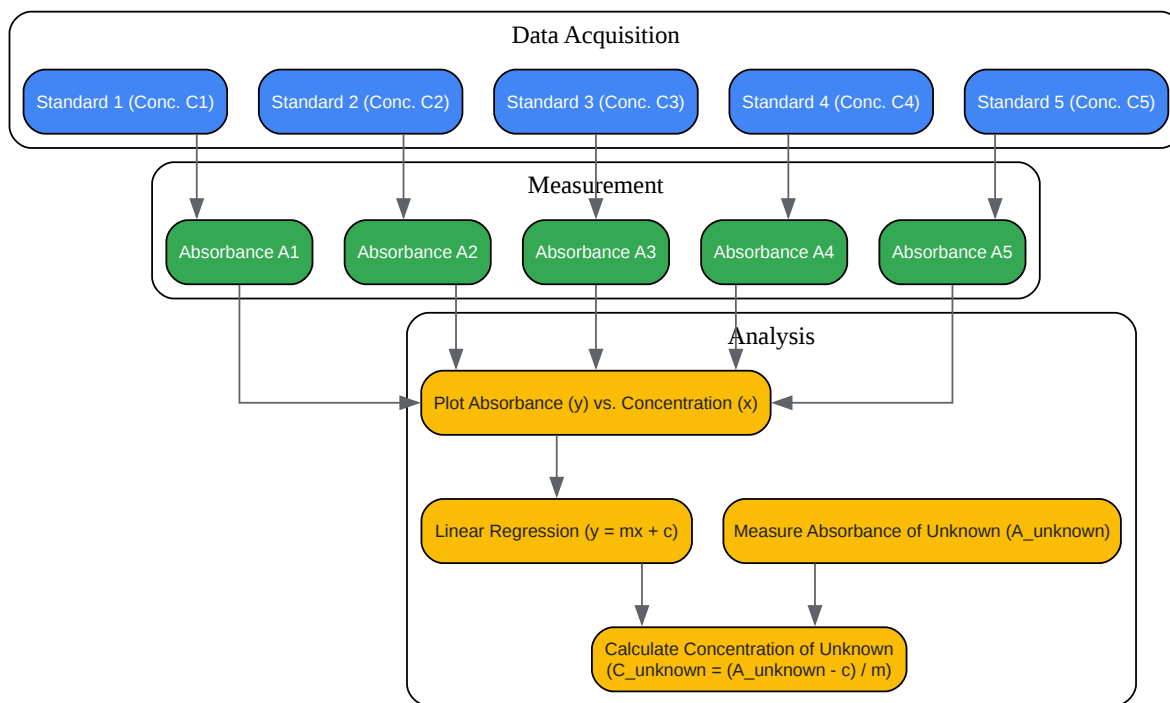 Data Acquisition
Standard 1 (Conc. C1)
Standard 2 (Conc. C2)
Standard 3 (Conc. C3)
Standard 4 (Conc. C4)
Standard 5 (Conc. C5)
Measurement
Absorbance A1
Absorbance A2
Absorbance A3
Absorbance A4
Absorbance A5
Analysis
Plot Absorbance (y) vs. Concentration (x)
Linear Regression (y = mx + c)
Measure Absorbance of Unknown (A_unknown)
Calculate Concentration of Unknown
(C_unknown = (A_unknown - c) / m)